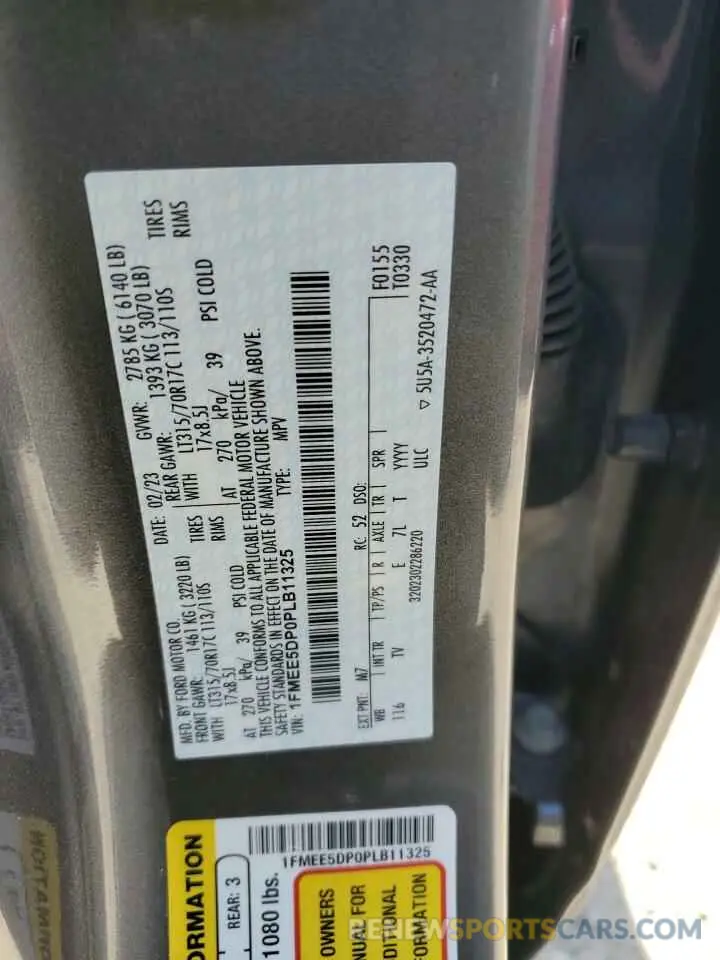 MFD. BY FORD MOTOR CO.
DATE: 02/23 GVWR: 2785 KG ( 6140 LB)
FRONT GAWR: 1461 KG ( 3220 LB) REAR GAWR: 1393 KG ( 3070 LB)
WITH LT315/70R17C 113/110S TIRES WITH LT315/70R17C 113/110S TIRES
17x8.5J RIMS 17x8.5J RIMS
AT 270 kPa/ 39 PSI COLD AT 270 kPa/ 39 PSI COLD
THIS VEHICLE CONFORMS TO ALL APPLICABLE FEDERAL MOTOR VEHICLE
SAFETY STANDARDS IN EFFECT ON THE DATE OF MANUFACTURE SHOWN ABOVE.
VIN: 1FMEE5DP0PLB11325 TYPE: MPV
EXT PNT: M7 RC: 52 DSO: F0155
WB INT TR TP/PS R AXLE TR SPR T0330
116 TV E 7L T YYYY
3202302286220 ULC
▽ 5U5A-3520472-AA
ORMATION
REAR: 3
1080 lbs.
1FMEE5DP0PLB11325
OWNERS
ANUAL FOR
DITIONAL
FORMATION
RENEWSPORTSCARS.COM